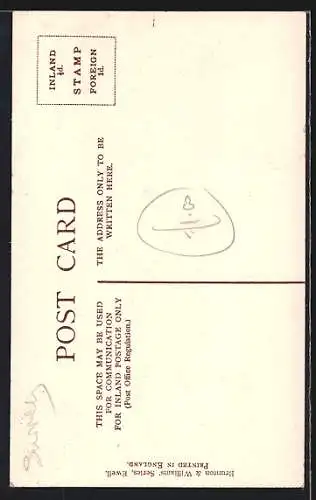 POST CARD
THIS SPACE MAY BE USED
FOR COMMUNICATION
FOR INLAND POSTAGE ONLY
(Post Office Regulation.)
THE ADDRESS ONLY TO BE
WRITTEN HERE.
INLAND
½d.
STAMP
FOREIGN
1d.
Brunton & Williams' Series, Ewell.
PRINTED IN ENGLAND.